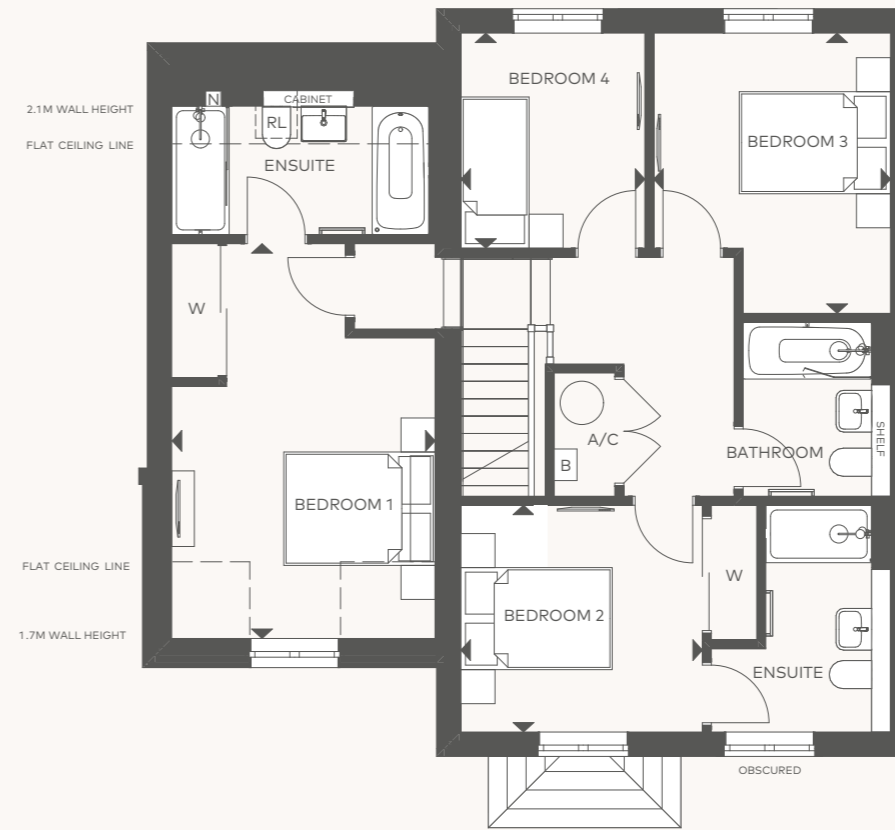 BEDROOM 4
2.1M WALL HEIGHT
N
CABINET
RL
FLAT CEILING LINE
ENSUITE
BEDROOM 3
W
A/C
SHELF
BATHROOM
B
BEDROOM 1
FLAT CEILING LINE
W
BEDROOM 2
1.7M WALL HEIGHT
ENSUITE
OBSCURED